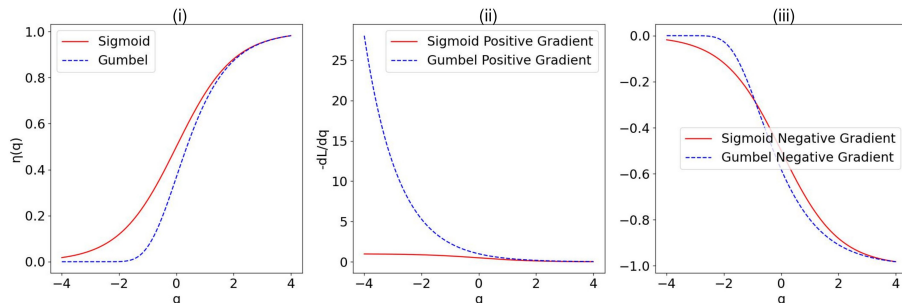 (i)
(ii)
(iii)
Sigmoid
Gumbel
η(q)
1.0
0.8
0.6
0.4
0.2
0.0
−4
−2
0
2
4
q
Sigmoid Positive Gradient
Gumbel Positive Gradient
-dL/dq
25
20
15
10
5
0
−4
−2
0
2
4
q
Sigmoid Negative Gradient
Gumbel Negative Gradient
0.0
−0.2
−0.4
−0.6
−0.8
−1.0
−4
−2
0
2
4
q